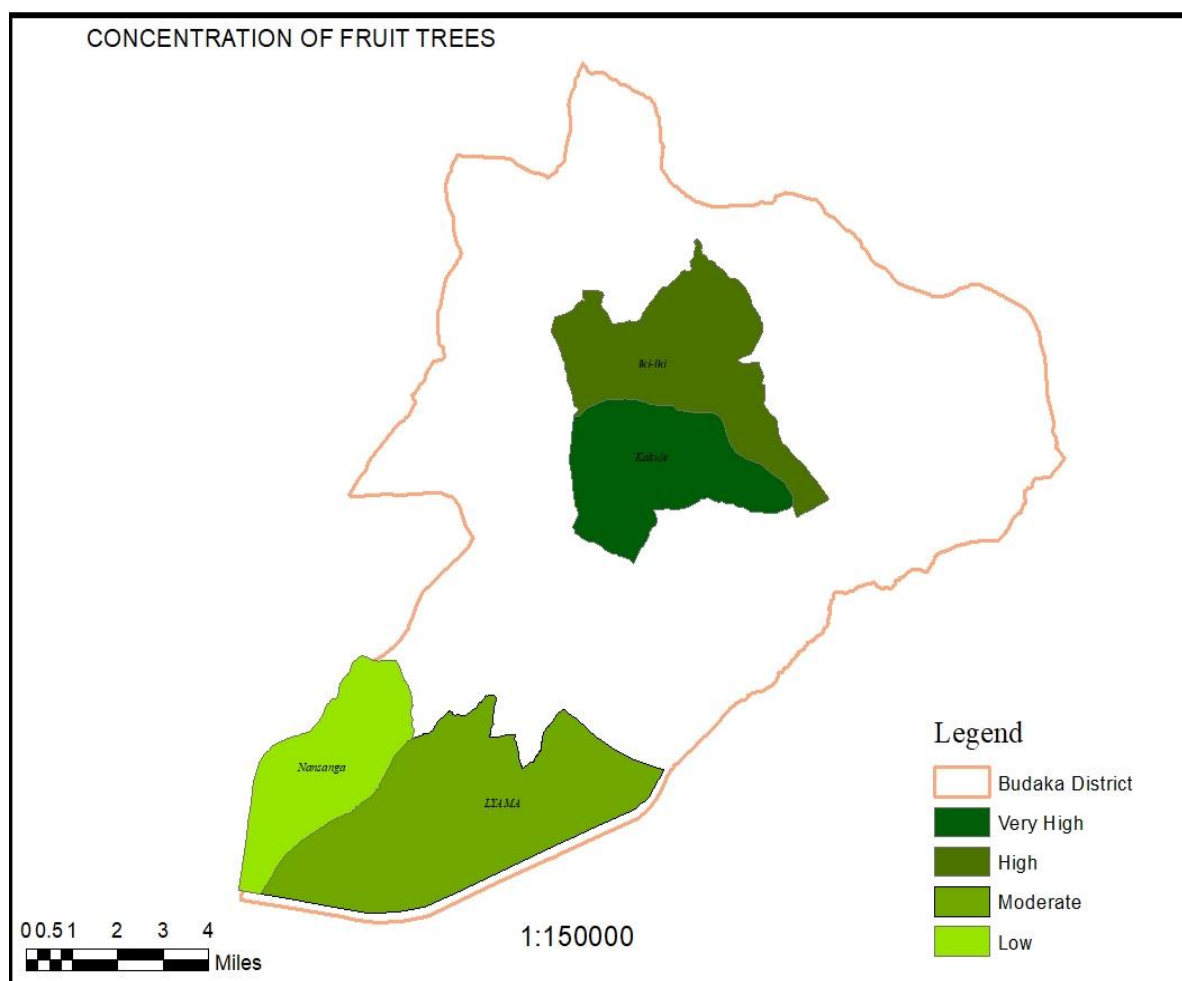 CONCENTRATION OF FRUIT TREES
Iki-Iki
Kakule
Nansanga
LYAMA
Legend
Budaka District
Very High
High
Moderate
Low
0 0.5 1 2 3 4
Miles
1:150000